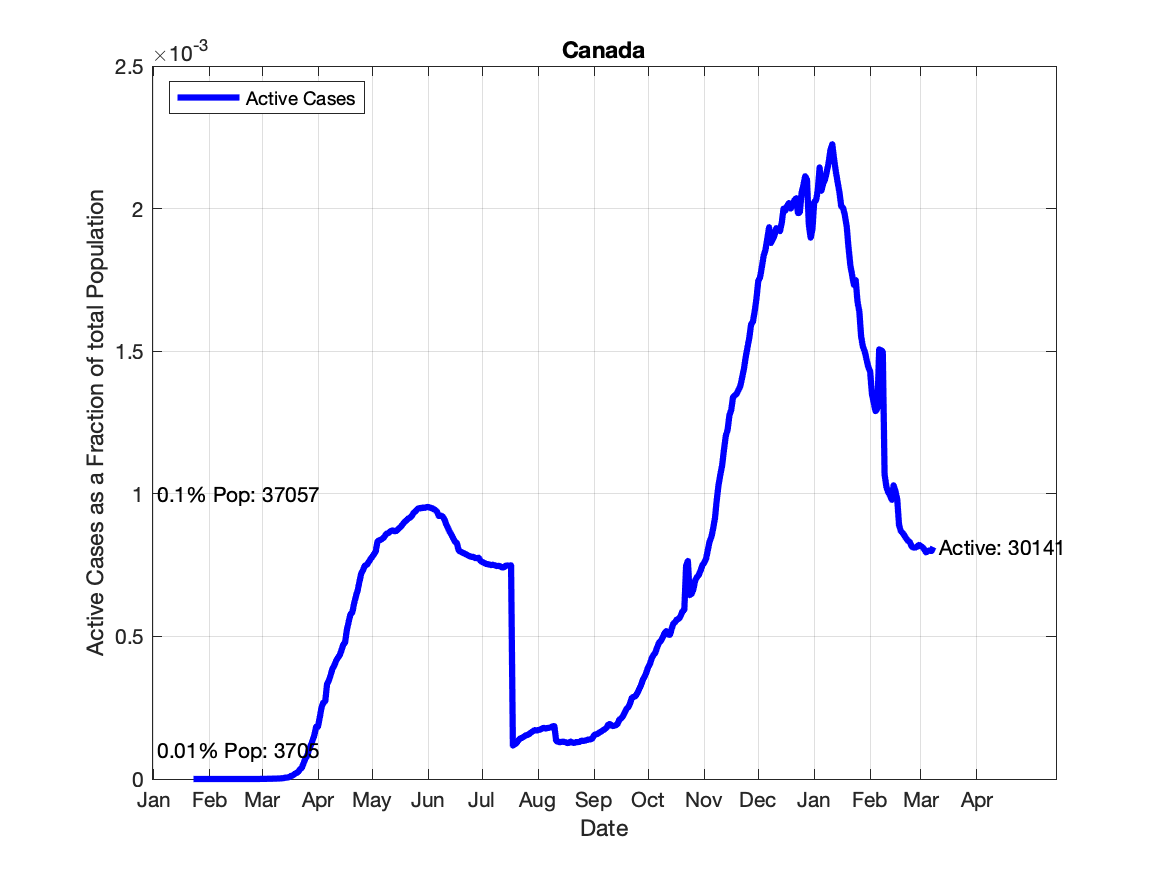 Canada
×10-3
2.5
Active Cases
2
1.5
1
0.1% Pop: 37057
Active: 30141
0.5
0.01% Pop: 3705
0
Jan Feb Mar Apr May Jun Jul Aug Sep Oct Nov Dec Jan Feb Mar Apr
Date
Active Cases as a Fraction of total Population